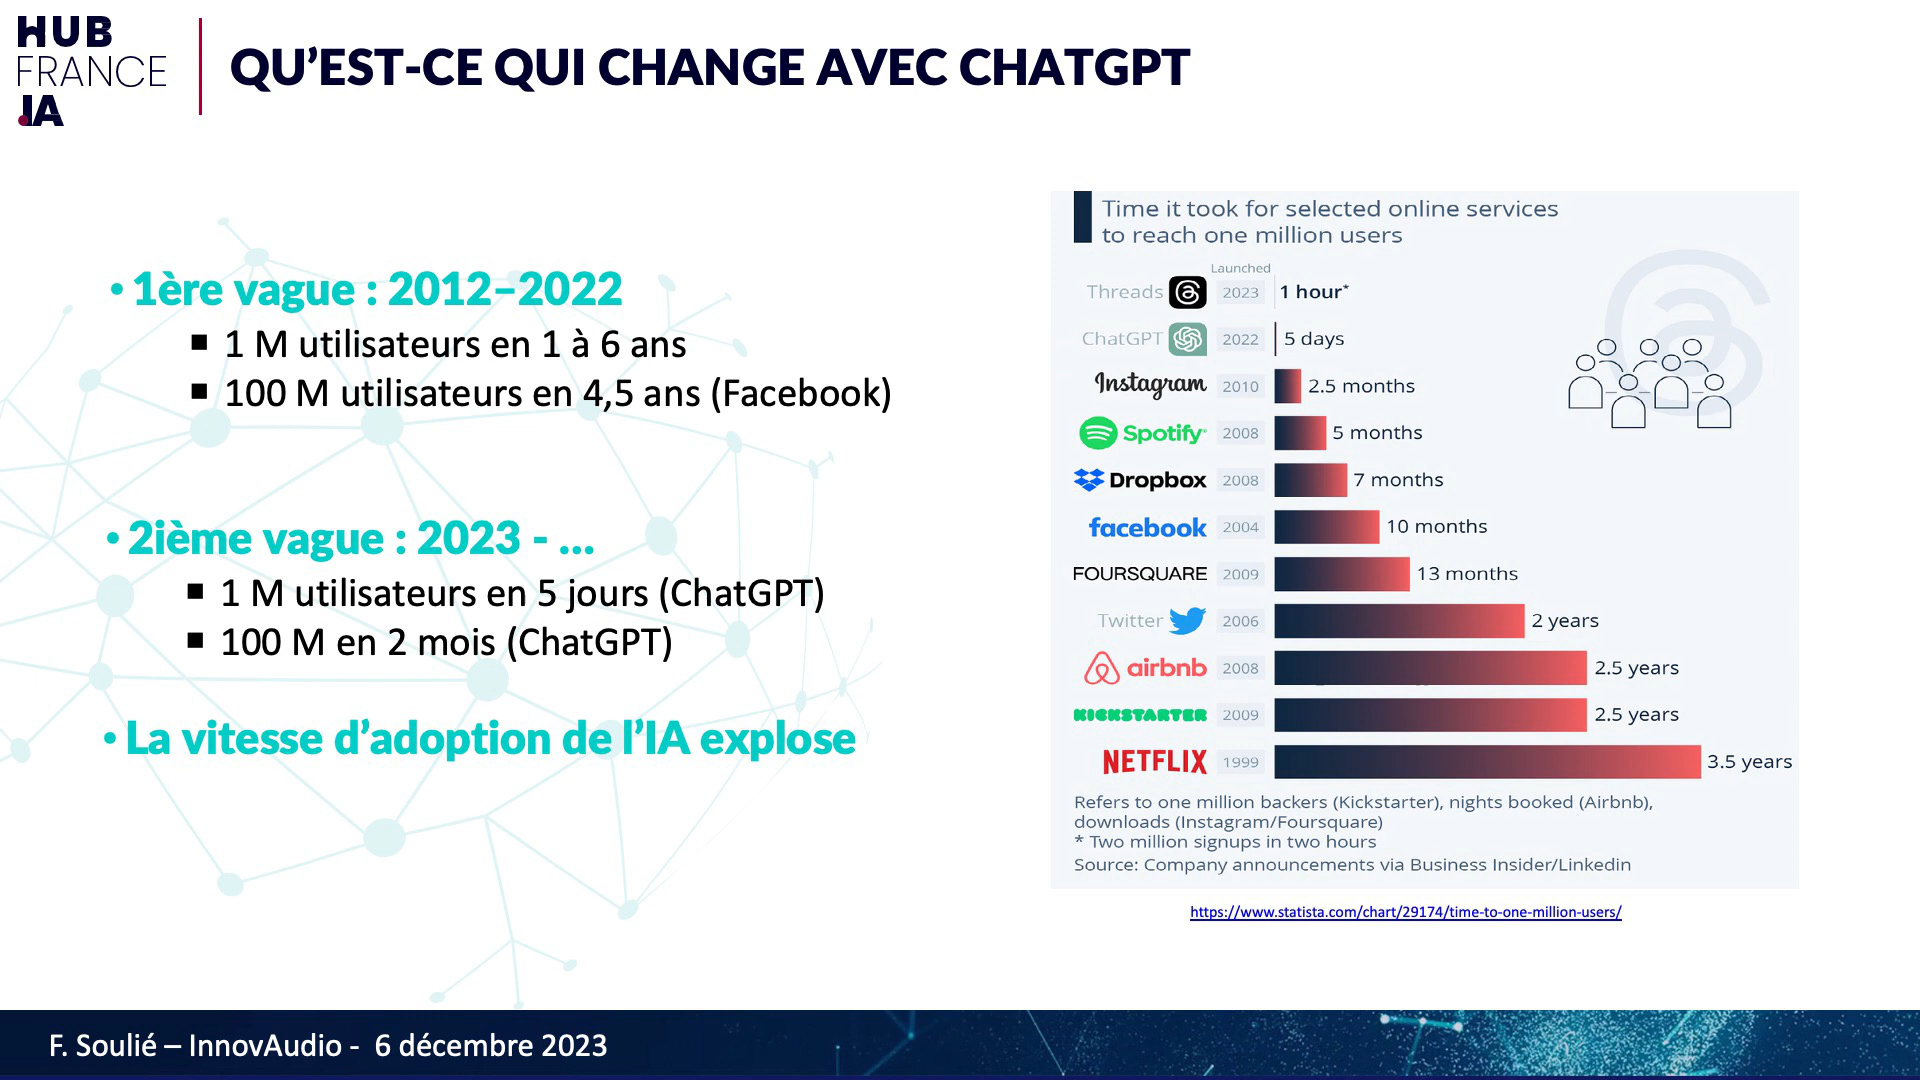 HUB
FRANCE
.IA
QU’EST-CE QUI CHANGE AVEC CHATGPT
• 1ère vague : 2012–2022
▪ 1 M utilisateurs en 1 à 6 ans
▪ 100 M utilisateurs en 4,5 ans (Facebook)
• 2ième vague : 2023 - …
▪ 1 M utilisateurs en 5 jours (ChatGPT)
▪ 100 M en 2 mois (ChatGPT)
• La vitesse d’adoption de l’IA explose
Time it took for selected online services
to reach one million users
Launched
Threads 2023 1 hour*
ChatGPT 2022 5 days
Instagram 2010 2.5 months
Spotify 2008 5 months
Dropbox 2008 7 months
facebook 2004 10 months
FOURSQUARE 2009 13 months
Twitter 2006 2 years
airbnb 2008 2.5 years
KICKSTARTER 2009 2.5 years
NETFLIX 1999 3.5 years
Refers to one million backers (Kickstarter), nights booked (Airbnb),
downloads (Instagram/Foursquare)
* Two million signups in two hours
Source: Company announcements via Business Insider/Linkedin
https://www.statista.com/chart/29174/time-to-one-million-users/
F. Soulié – InnovAudio - 6 décembre 2023